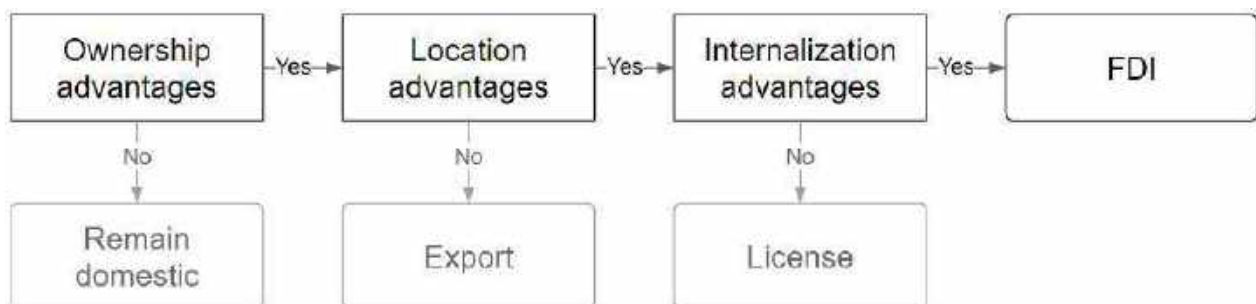 Ownership
advantages
Yes
Location
advantages
Yes
Internalization
advantages
Yes
FDI
No
No
No
Remain
domestic
Export
License